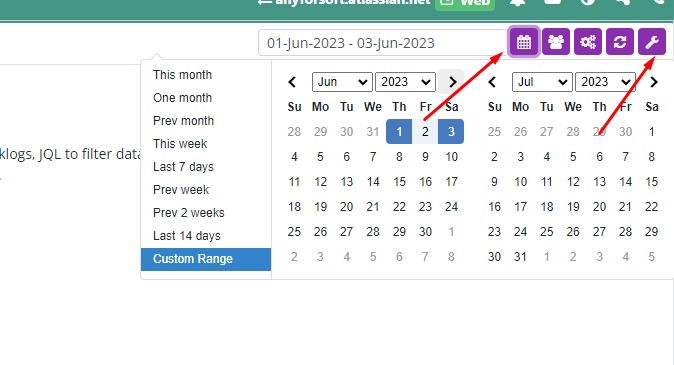 anyforsoft.atlassian.net Web
01-Jun-2023 - 03-Jun-2023
This month
One month
Prev month
This week
Last 7 days
Prev week
Prev 2 weeks
Last 14 days
Custom Range
klogs, JQL to filter data
Jun 2023
Su Mo Tu We Th Fr Sa
28 29 30 31 1 2 3
4 5 6 7 8 9 10
11 12 13 14 15 16 17
18 19 20 21 22 23 24
25 26 27 28 29 30 1
2 3 4 5 6 7 8
Jul 2023
Su Mo Tu We Th Fr Sa
25 26 27 28 29 30 1
2 3 4 5 6 7 8
9 10 11 12 13 14 15
16 17 18 19 20 21 22
23 24 25 26 27 28 29
30 31 1 2 3 4 5